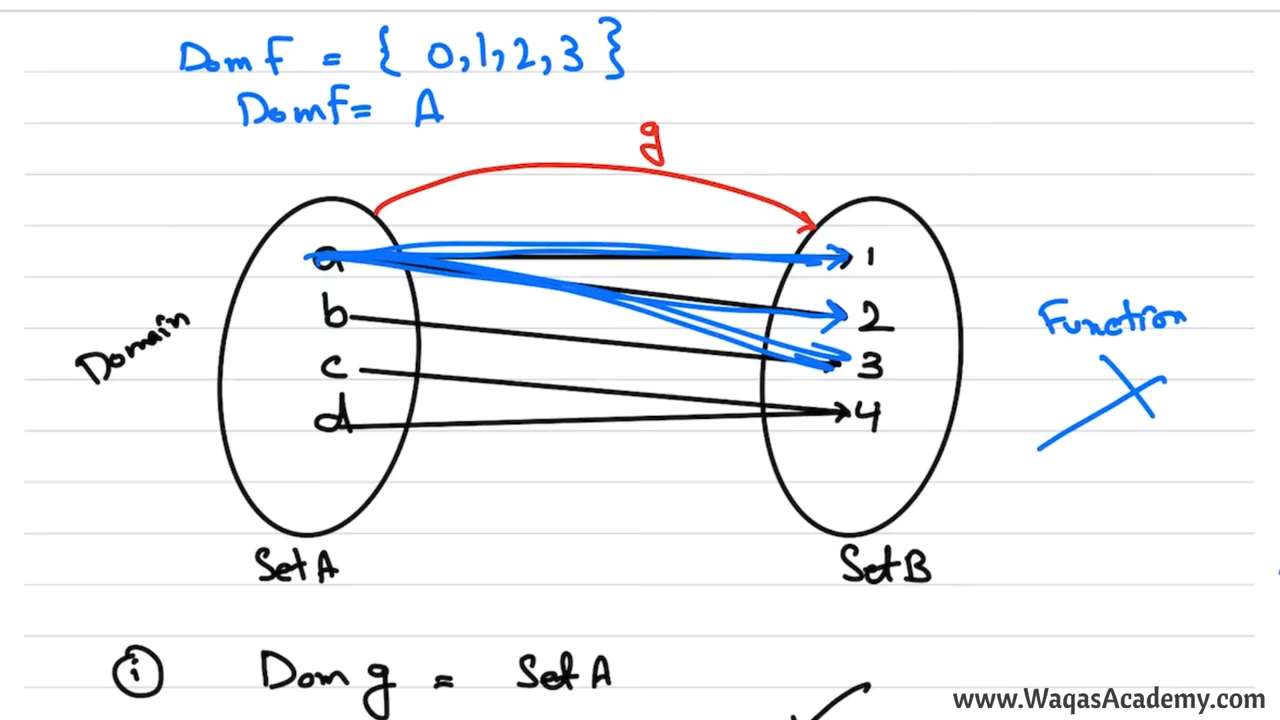 Dom f = { 0,1,2,3 }
Dom f = A
g
a
b
c
d
1
2
3
4
Domain
Function
Set A
Set B
i Dom g = Set A
www.WaqasAcademy.com